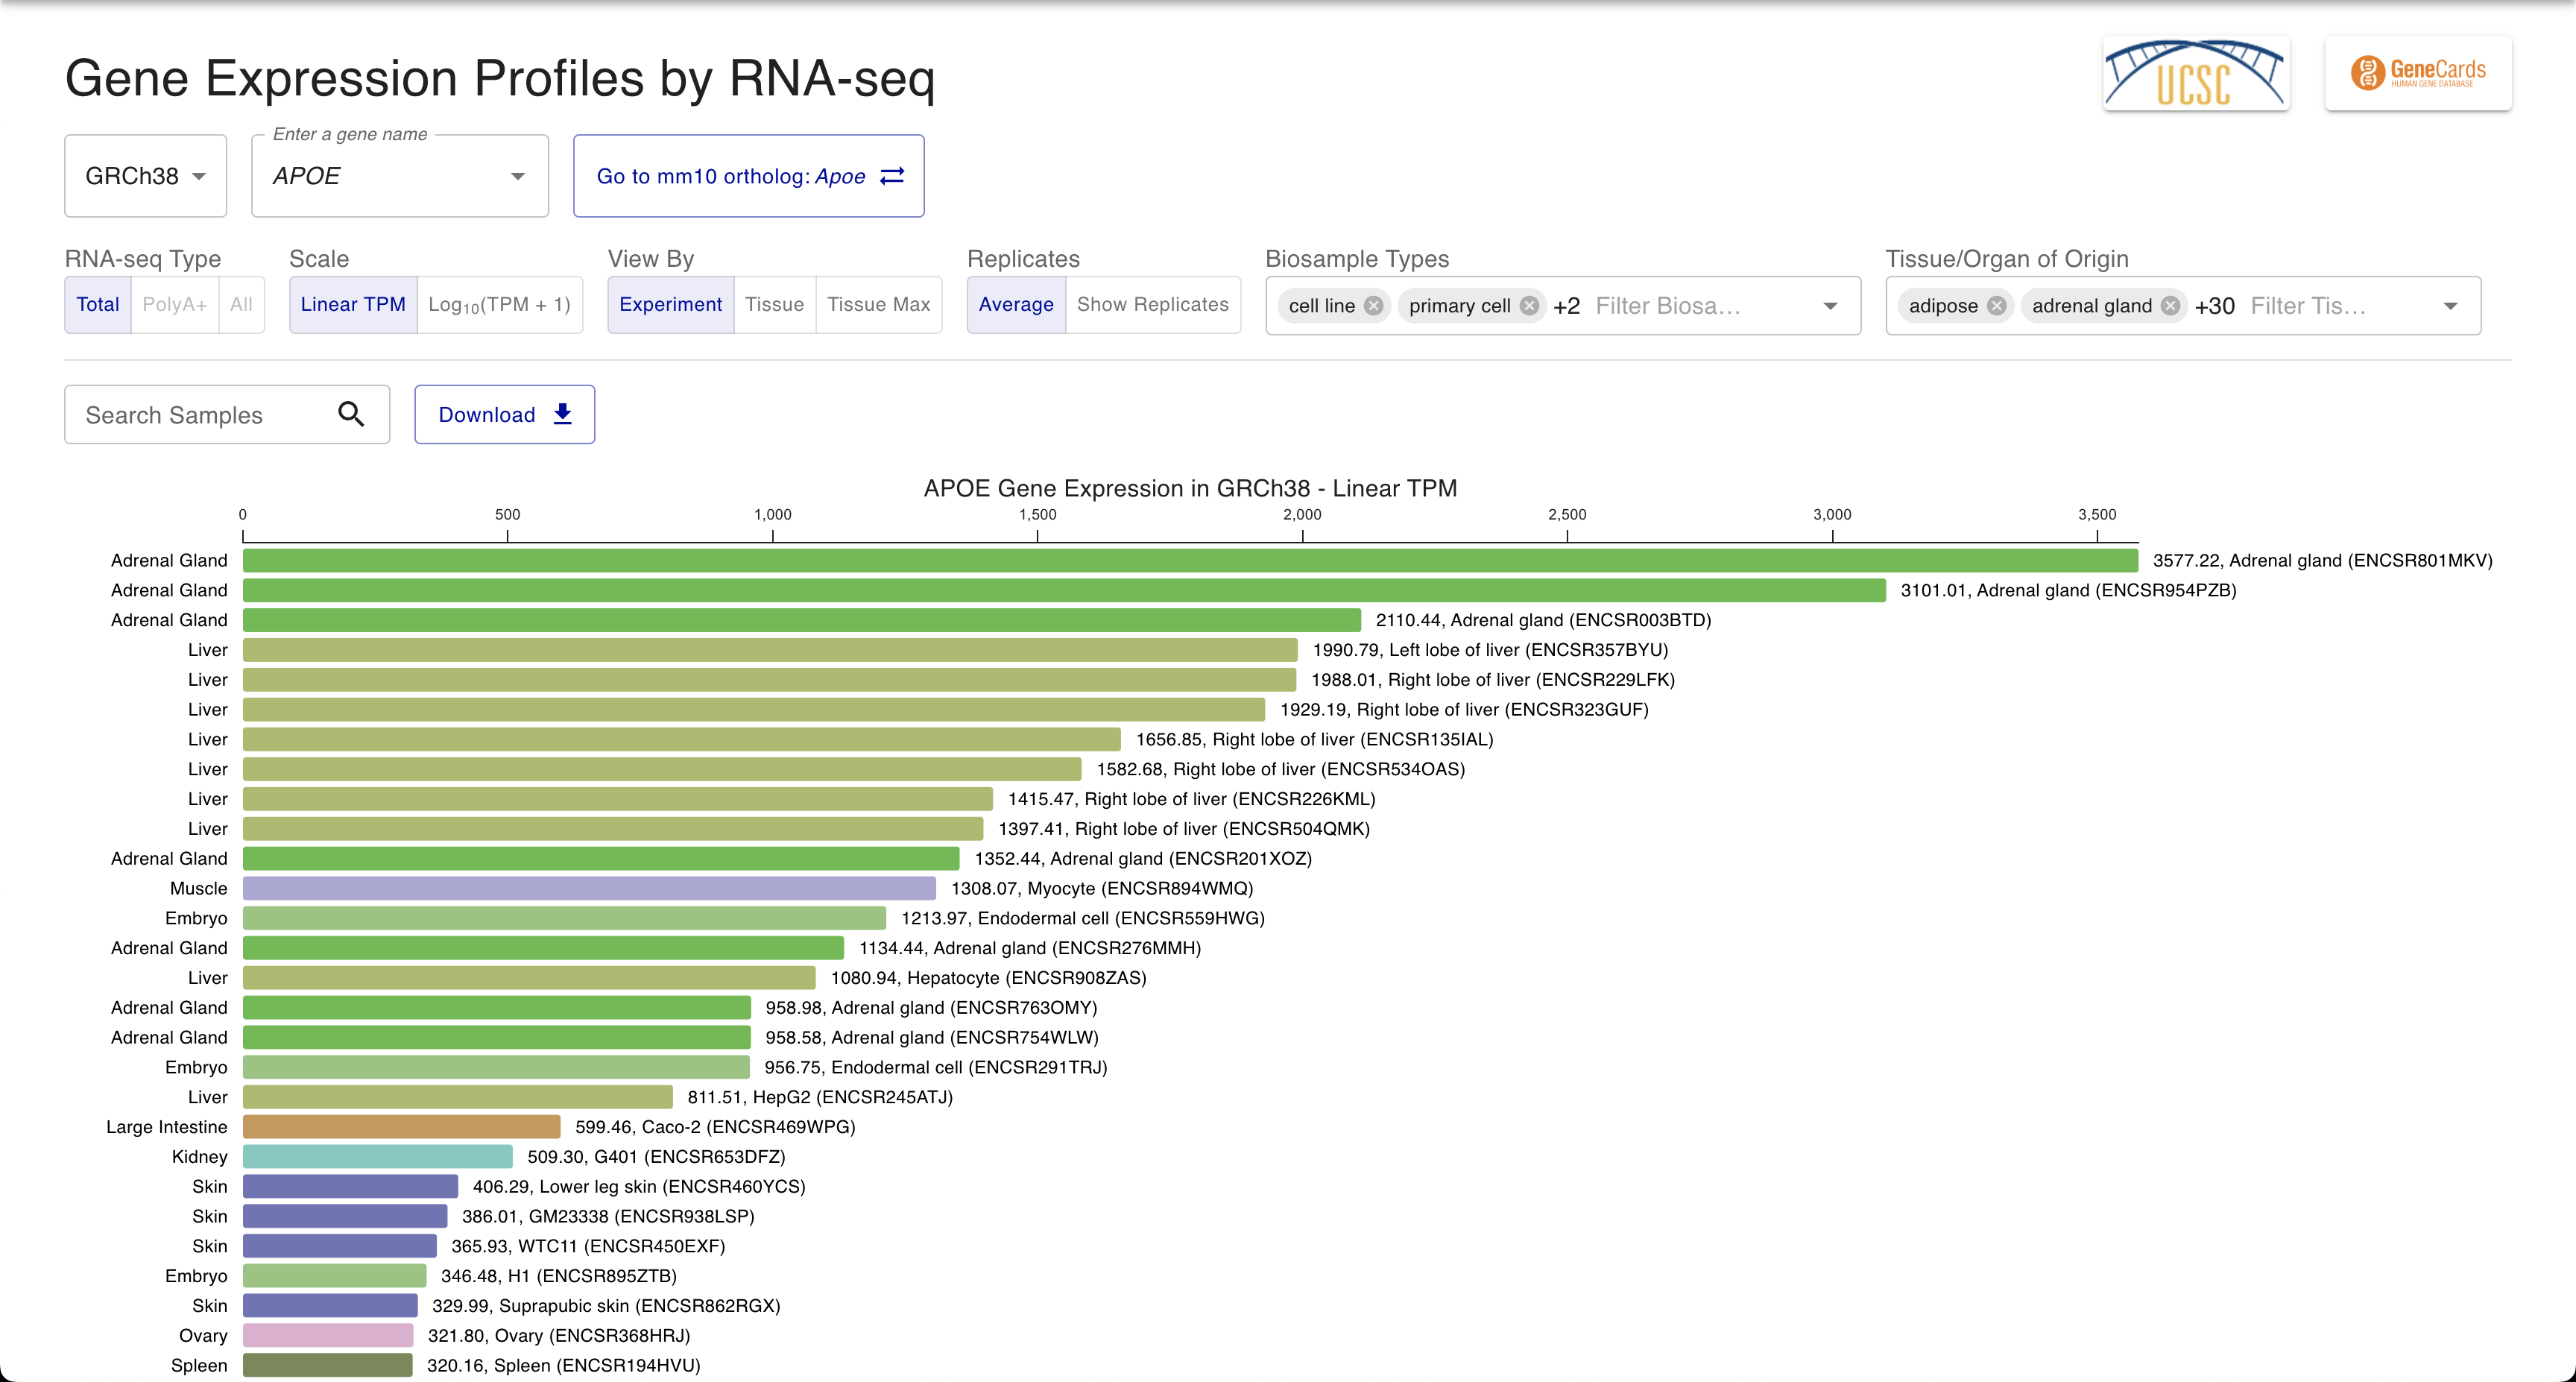 Gene Expression Profiles by RNA-seq
UCSC
GeneCards
HUMAN GENE DATABASE
Enter a gene name
GRCh38
APOE
Go to mm10 ortholog: Apoe
RNA-seq Type
Scale
View By
Replicates
Biosample Types
Tissue/Organ of Origin
Total PolyA+ All
Linear TPM Log₁₀(TPM + 1)
Experiment Tissue Tissue Max
Average Show Replicates
cell line primary cell +2 Filter Biosa…
adipose adrenal gland +30 Filter Tis…
Search Samples
Download
APOE Gene Expression in GRCh38 - Linear TPM
0 500 1,000 1,500 2,000 2,500 3,000 3,500
Adrenal Gland 3577.22, Adrenal gland (ENCSR801MKV)
Adrenal Gland 3101.01, Adrenal gland (ENCSR954PZB)
Adrenal Gland 2110.44, Adrenal gland (ENCSR003BTD)
Liver 1990.79, Left lobe of liver (ENCSR357BYU)
Liver 1988.01, Right lobe of liver (ENCSR229LFK)
Liver 1929.19, Right lobe of liver (ENCSR323GUF)
Liver 1656.85, Right lobe of liver (ENCSR135IAL)
Liver 1582.68, Right lobe of liver (ENCSR534OAS)
Liver 1415.47, Right lobe of liver (ENCSR226KML)
Liver 1397.41, Right lobe of liver (ENCSR504QMK)
Adrenal Gland 1352.44, Adrenal gland (ENCSR201XOZ)
Muscle 1308.07, Myocyte (ENCSR894WMQ)
Embryo 1213.97, Endodermal cell (ENCSR559HWG)
Adrenal Gland 1134.44, Adrenal gland (ENCSR276MMH)
Liver 1080.94, Hepatocyte (ENCSR908ZAS)
Adrenal Gland 958.98, Adrenal gland (ENCSR763OMY)
Adrenal Gland 958.58, Adrenal gland (ENCSR754WLW)
Embryo 956.75, Endodermal cell (ENCSR291TRJ)
Liver 811.51, HepG2 (ENCSR245ATJ)
Large Intestine 599.46, Caco-2 (ENCSR469WPG)
Kidney 509.30, G401 (ENCSR653DFZ)
Skin 406.29, Lower leg skin (ENCSR460YCS)
Skin 386.01, GM23338 (ENCSR938LSP)
Skin 365.93, WTC11 (ENCSR450EXF)
Embryo 346.48, H1 (ENCSR895ZTB)
Skin 329.99, Suprapubic skin (ENCSR862RGX)
Ovary 321.80, Ovary (ENCSR368HRJ)
Spleen 320.16, Spleen (ENCSR194HVU)